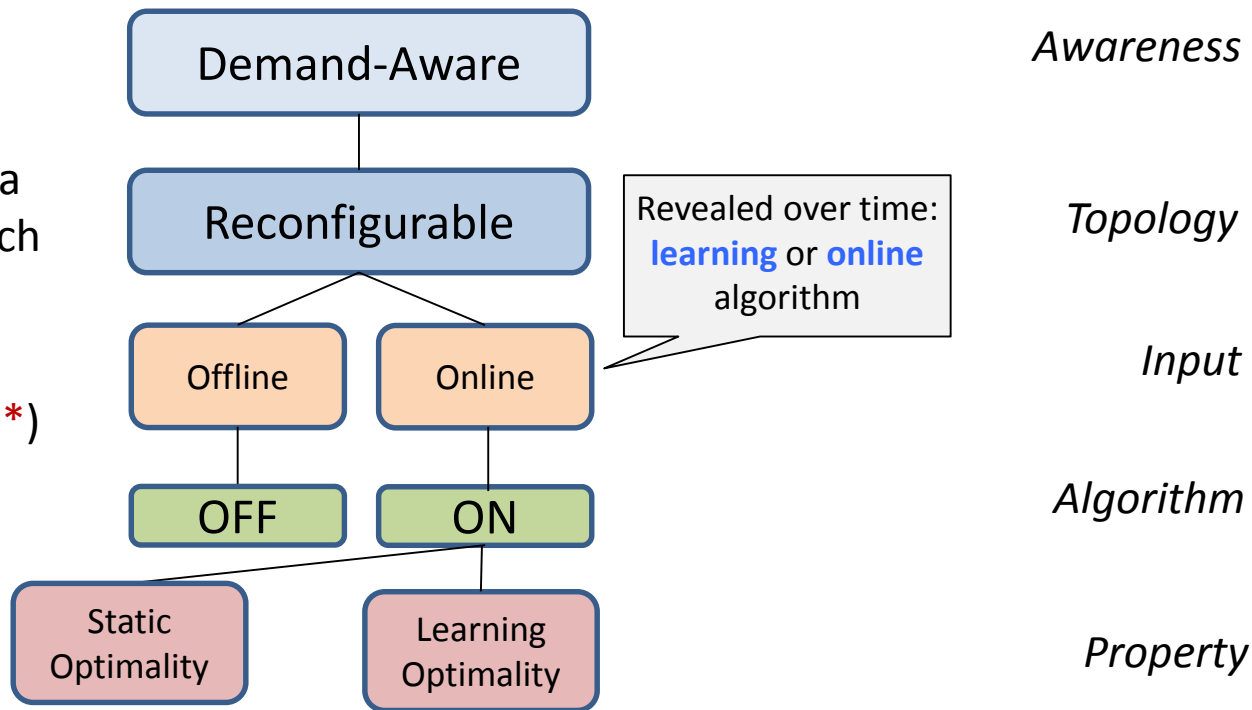 Demand-Aware
Awareness
a
ch
Reconfigurable
Revealed over time:
learning or online
algorithm
Topology
Offline
Online
Input
*)
OFF
ON
Algorithm
Static
Optimality
Learning
Optimality
Property